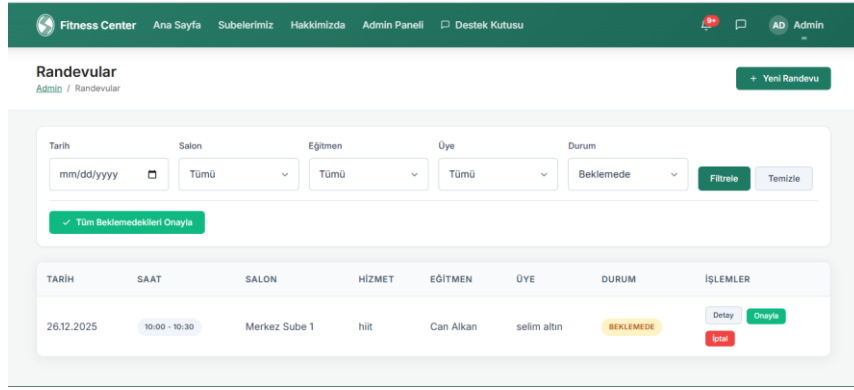 Fitness Center Ana Sayfa Subelerimiz Hakkimizda Admin Paneli Destek Kutusu 9+ AD Admin
Randevular
Admin / Randevular
+ Yeni Randevu
Tarih Salon Eğitmen Üye Durum
mm/dd/yyyy Tümü Tümü Tümü Beklemede Filtrele Temizle
✓ Tüm Beklemedekileri Onayla
TARİH SAAT SALON HİZMET EĞİTMEN ÜYE DURUM İŞLEMLER
26.12.2025 10:00 - 10:30 Merkez Sube 1 hiit Can Alkan selim altın BEKLEMEDE Detay Onayla
İptal